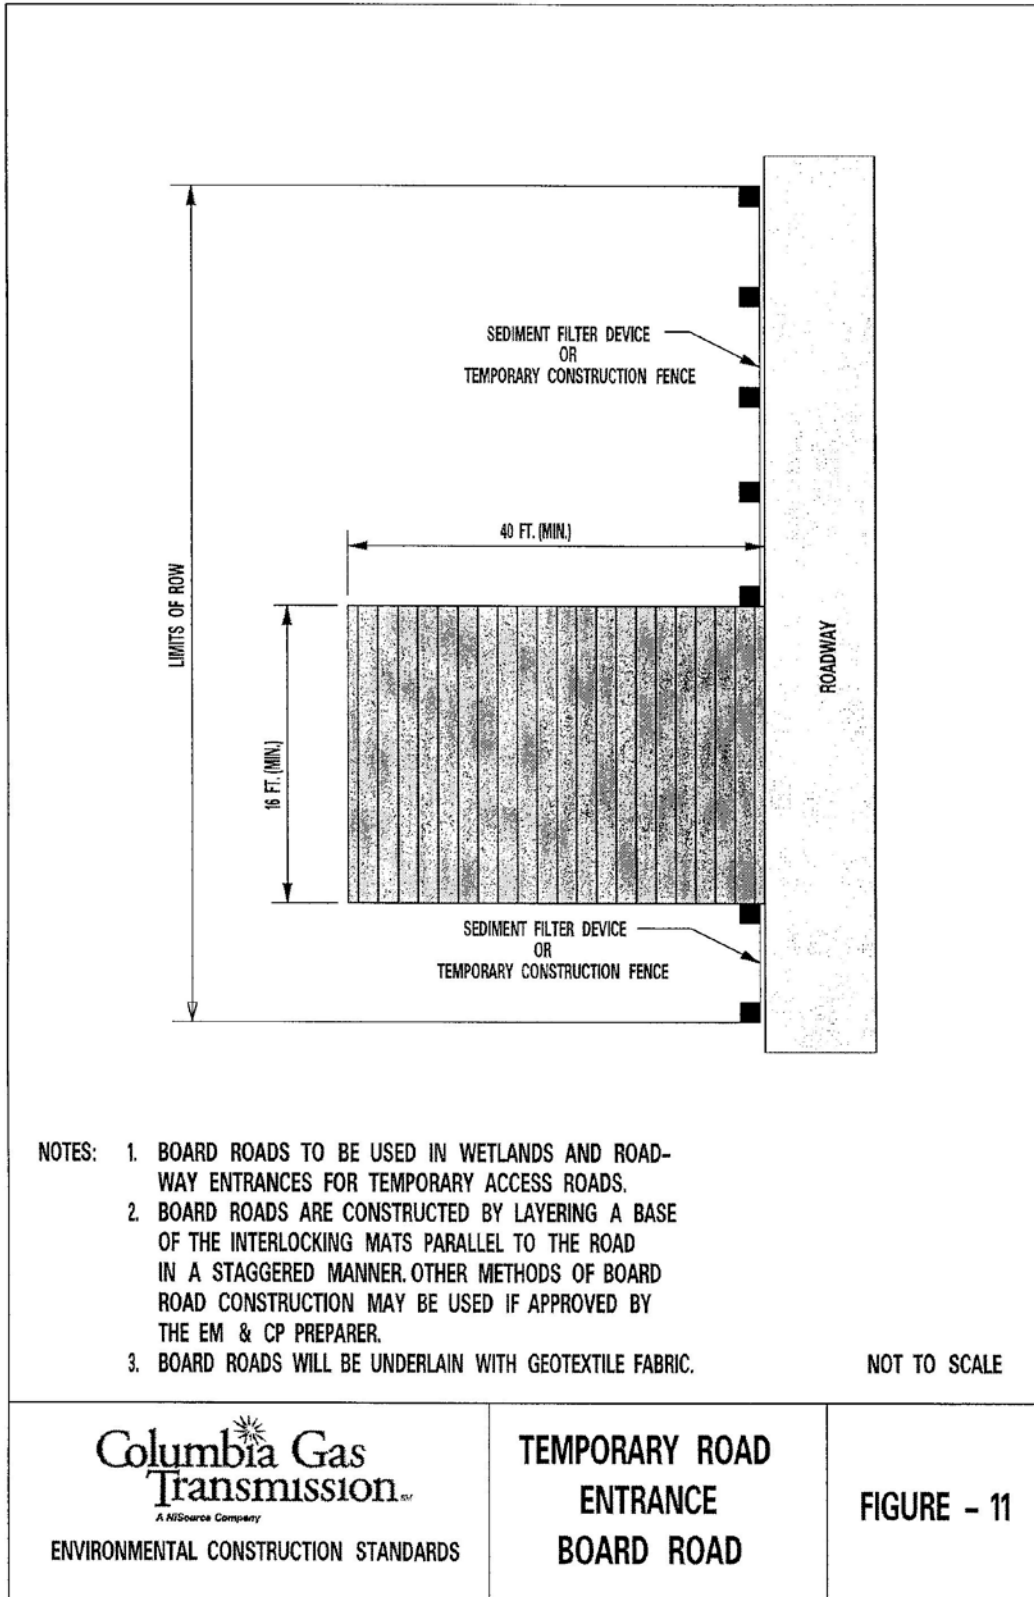 SEDIMENT FILTER DEVICE
OR
TEMPORARY CONSTRUCTION FENCE
40 FT. (MIN.)
LIMITS OF ROW
16 FT. (MIN.)
ROADWAY
SEDIMENT FILTER DEVICE
OR
TEMPORARY CONSTRUCTION FENCE
NOTES: 1. BOARD ROADS TO BE USED IN WETLANDS AND ROAD-
WAY ENTRANCES FOR TEMPORARY ACCESS ROADS.
2. BOARD ROADS ARE CONSTRUCTED BY LAYERING A BASE
OF THE INTERLOCKING MATS PARALLEL TO THE ROAD
IN A STAGGERED MANNER. OTHER METHODS OF BOARD
ROAD CONSTRUCTION MAY BE USED IF APPROVED BY
THE EM & CP PREPARER.
3. BOARD ROADS WILL BE UNDERLAIN WITH GEOTEXTILE FABRIC.
NOT TO SCALE
Columbia Gas
Transmission
A NiSource Company
ENVIRONMENTAL CONSTRUCTION STANDARDS
TEMPORARY ROAD
ENTRANCE
BOARD ROAD
FIGURE - 11